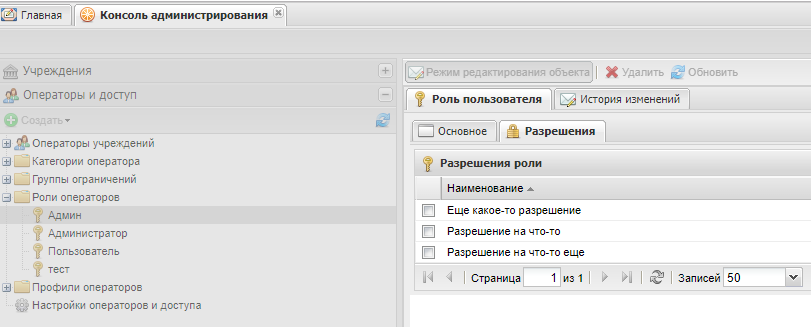 Главная Консоль администрирования
Учреждения
Операторы и доступ
Создать
Операторы учреждений
Категории оператора
Группы ограничений
Роли операторов
Админ
Администратор
Пользователь
тест
Профили операторов
Настройки операторов и доступа
Режим редактирования объекта Удалить Обновить
Роль пользователя История изменений
Основное Разрешения
Разрешения роли
Наименование
Еще какое-то разрешение
Разрешение на что-то
Разрешение на что-то еще
Страница 1 из 1 Записей 50